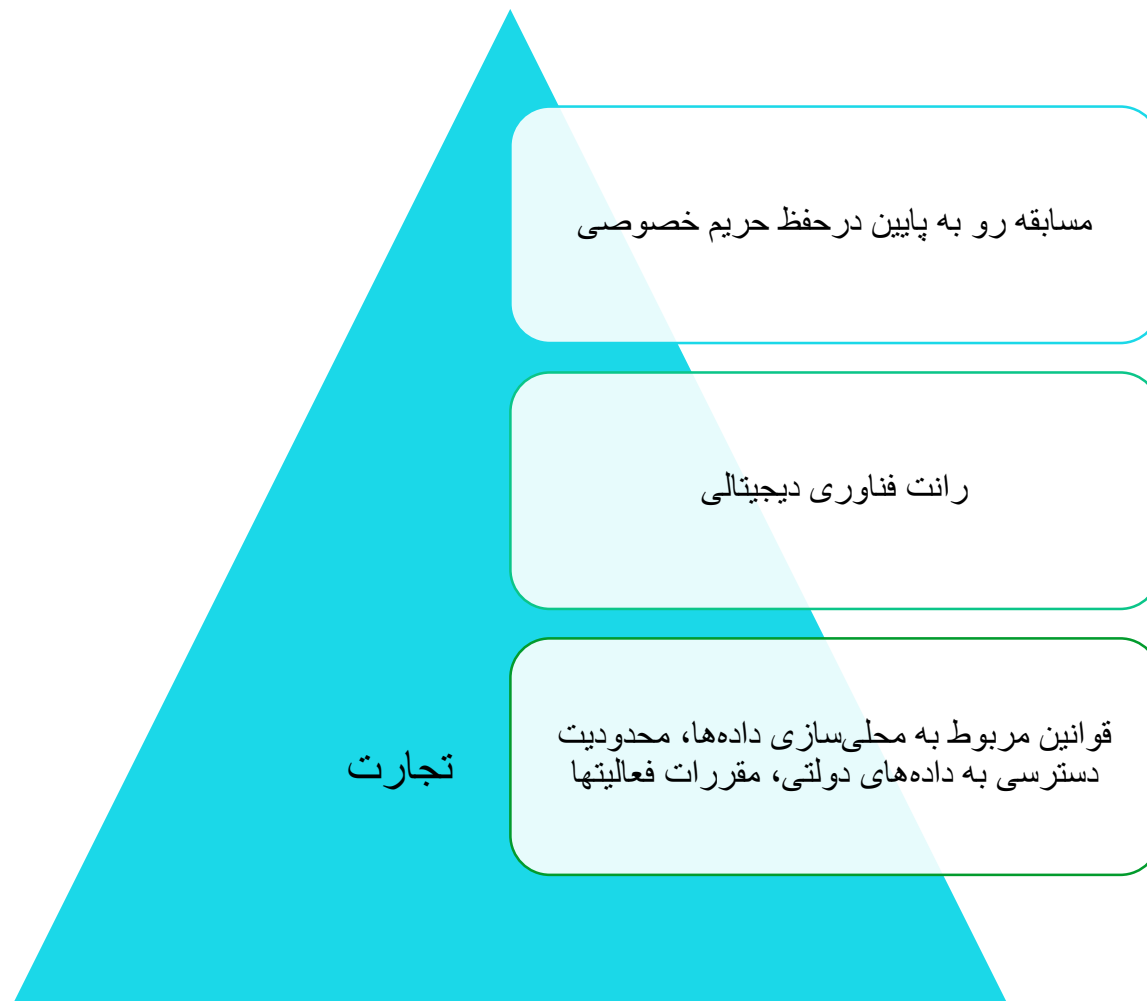 مسابقه رو به پایین درحفظ حریم خصوصی
رانت فناوری دیجیتالی
قوانین مربوط به محلی‌سازی داده‌ها، محدودیت
دسترسی به داده‌های دولتی، مقررات فعالیتها
تجارت